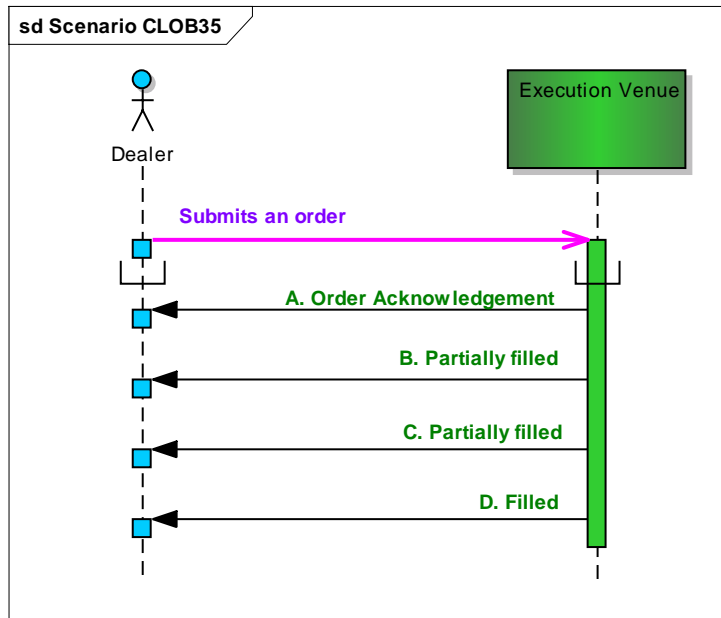 sd Scenario CLOB35
Execution Venue
Dealer
Submits an order
A. Order Acknowledgement
B. Partially filled
C. Partially filled
D. Filled